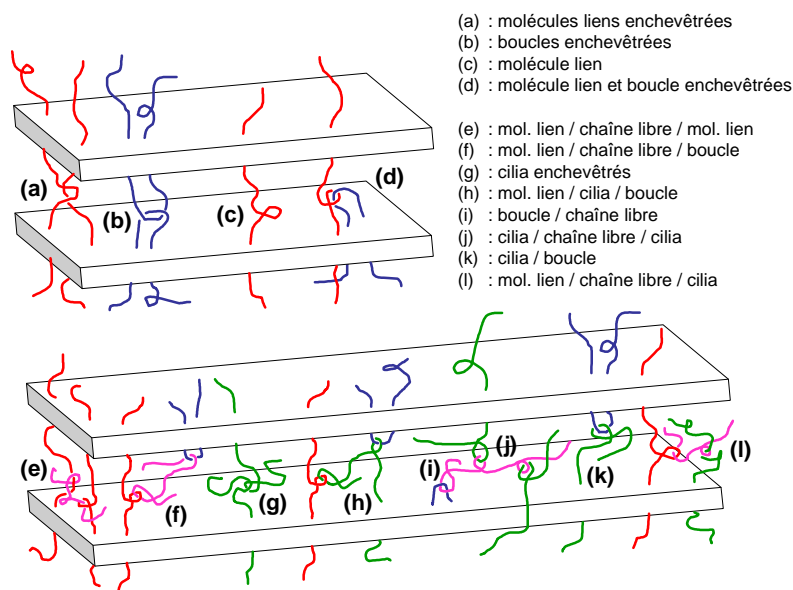 (a) : molécules liens enchevêtrées
(b) : boucles enchevêtrées
(c) : molécule lien
(d) : molécule lien et boucle enchevêtrées
(e) : mol. lien / chaîne libre / mol. lien
(f) : mol. lien / chaîne libre / boucle
(g) : cilia enchevêtrés
(h) : mol. lien / cilia / boucle
(i) : boucle / chaîne libre
(j) : cilia / chaîne libre / cilia
(k) : cilia / boucle
(l) : mol. lien / chaîne libre / cilia
(a)
(b)
(c)
(d)
(e)
(f)
(g)
(h)
(i)
(j)
(k)
(l)